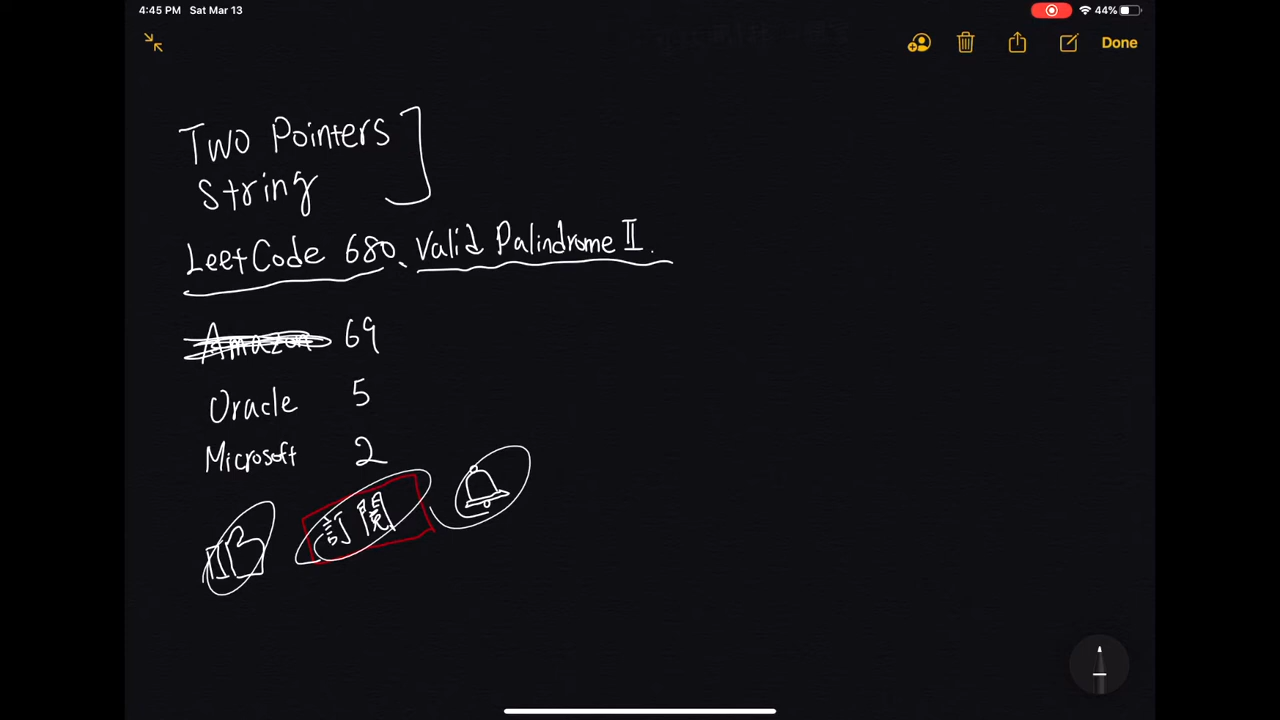 4:45 PM Sat Mar 13
44%
Done
Two Pointers
String
LeetCode 680、Valid Palindrome II.
Amazon 69
Oracle 5
Microsoft 2
訂閱